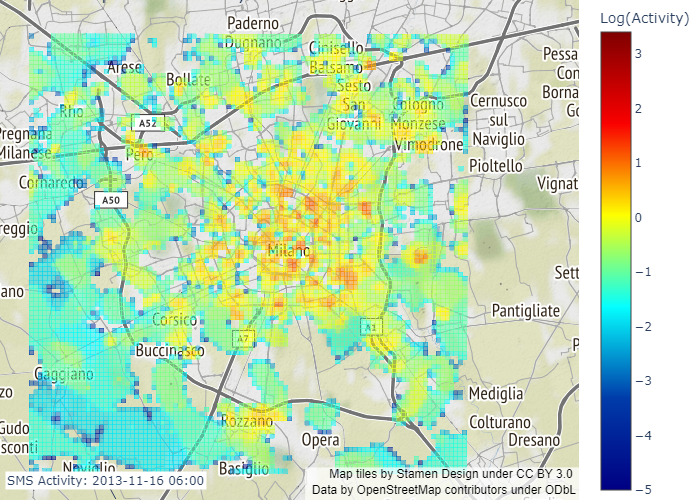 Log(Activity)
Paderno
Dugnano
Cinisello
Balsamo
Arese
Bollate
Sesto
San
Giovanni
Cologno
Monzese
Cernusco
sul
Naviglio
Pessa
Con
Borna
Go
Rho
A52
Pregnana
Milanese
Pero
Vimodrone
Pioltello
Cornaredo
A50
Vignat
reggio
Milano
ano
Sett
Pantigliate
Corsico
A7
A1
P
Buccinasco
Gaggiano
zo
Mediglia
Gudo
sconti
Rozzano
Opera
Colturano
Dresano
Noviglio
Basiglio
SMS Activity: 2013-11-16 06:00
Map tiles by Stamen Design under CC BY 3.0
Data by OpenStreetMap contributors under ODbL
3
2
1
0
−1
−2
−3
−4
−5